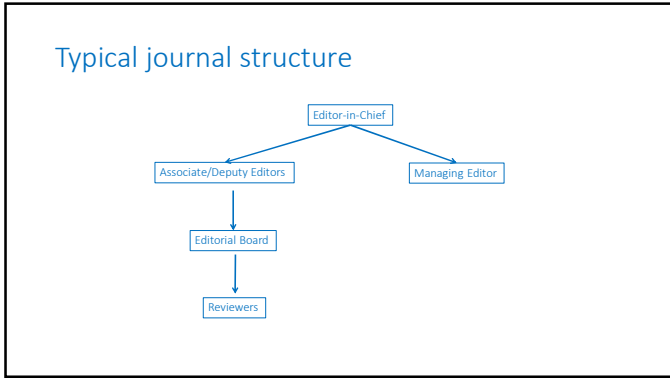 Typical journal structure
Editor-in-Chief
Associate/Deputy Editors
Managing Editor
Editorial Board
Reviewers